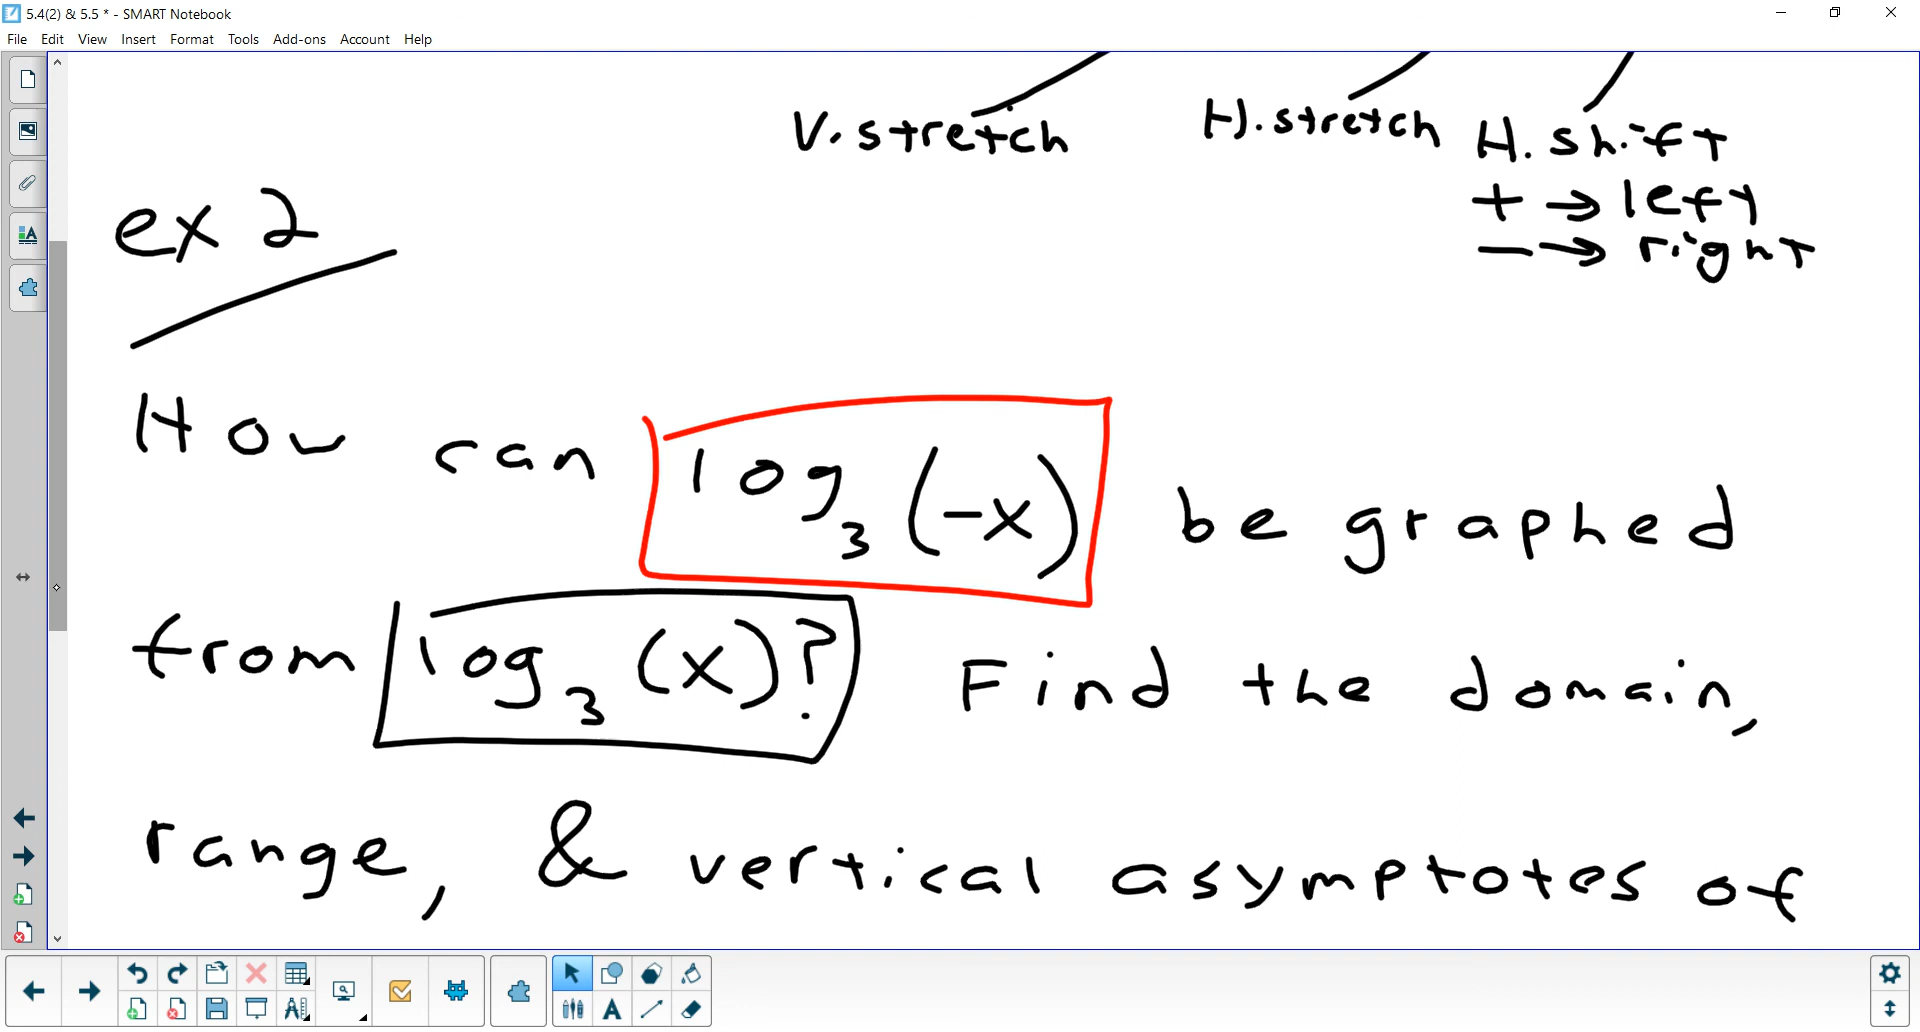 5.4(2) & 5.5 * - SMART Notebook
File Edit View Insert Format Tools Add-ons Account Help
V. stretch H. stretch H. shift
+ → left
— → right
ex 2
How can log₃ (-x) be graphed
from log₃ (x)? Find the domain,
range, & vertical asymptotes of